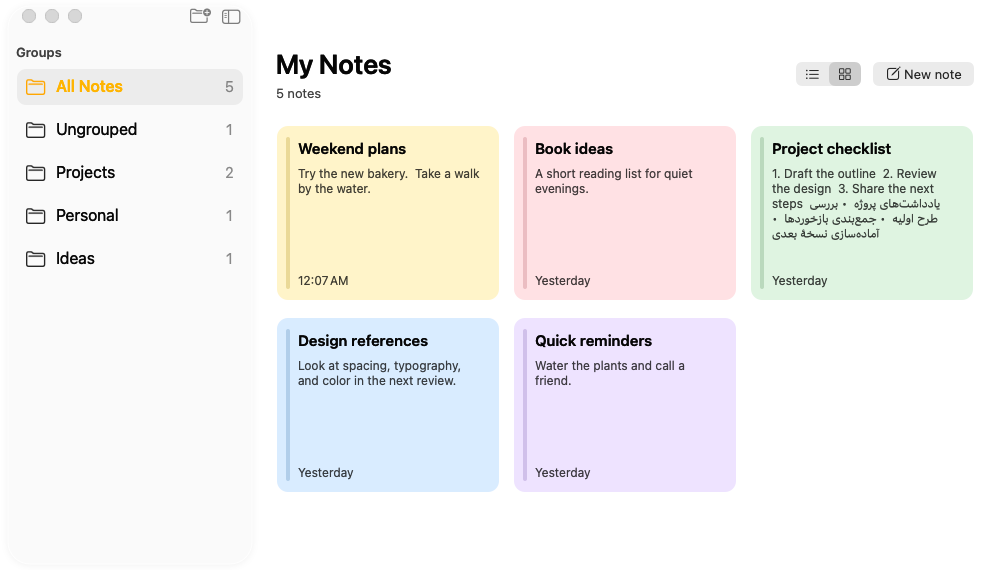 Groups
All Notes 5
Ungrouped 1
Projects 2
Personal 1
Ideas 1
My Notes
5 notes
New note
Weekend plans
Try the new bakery.  Take a walk
by the water.
12:07 AM
Book ideas
A short reading list for quiet
evenings.
Yesterday
Project checklist
1. Draft the outline  2. Review
the design  3. Share the next
steps  یادداشت‌های پروژه  •  بررسی
طرح اولیه  •  جمع‌بندی بازخوردها  •
آماده‌سازی نسخهٔ بعدی
Yesterday
Design references
Look at spacing, typography,
and color in the next review.
Yesterday
Quick reminders
Water the plants and call a
friend.
Yesterday